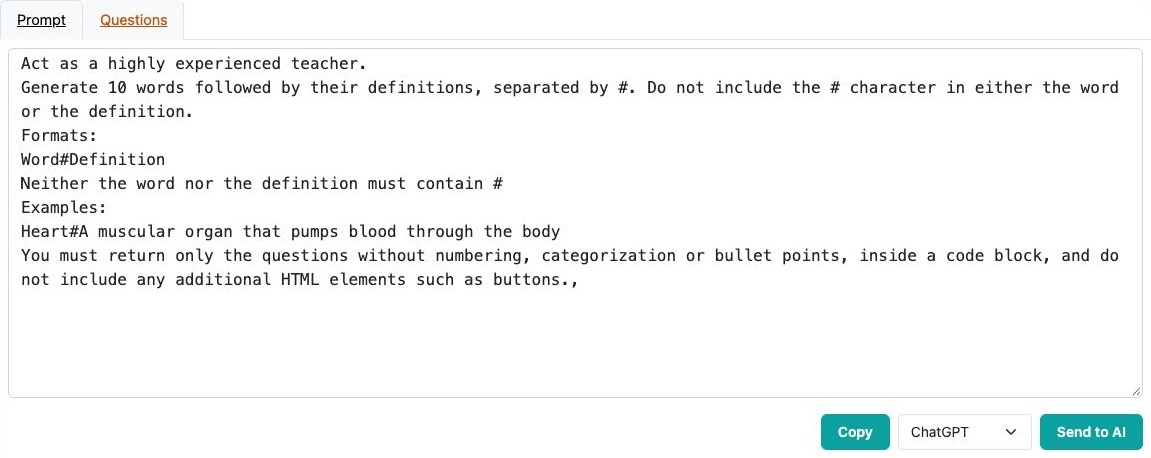 Prompt
Questions
Act as a highly experienced teacher.
Generate 10 words followed by their definitions, separated by #. Do not include the # character in either the word
or the definition.
Formats:
Word#Definition
Neither the word nor the definition must contain #
Examples:
Heart#A muscular organ that pumps blood through the body
You must return only the questions without numbering, categorization or bullet points, inside a code block, and do
not include any additional HTML elements such as buttons.,
Copy
ChatGPT
Send to AI